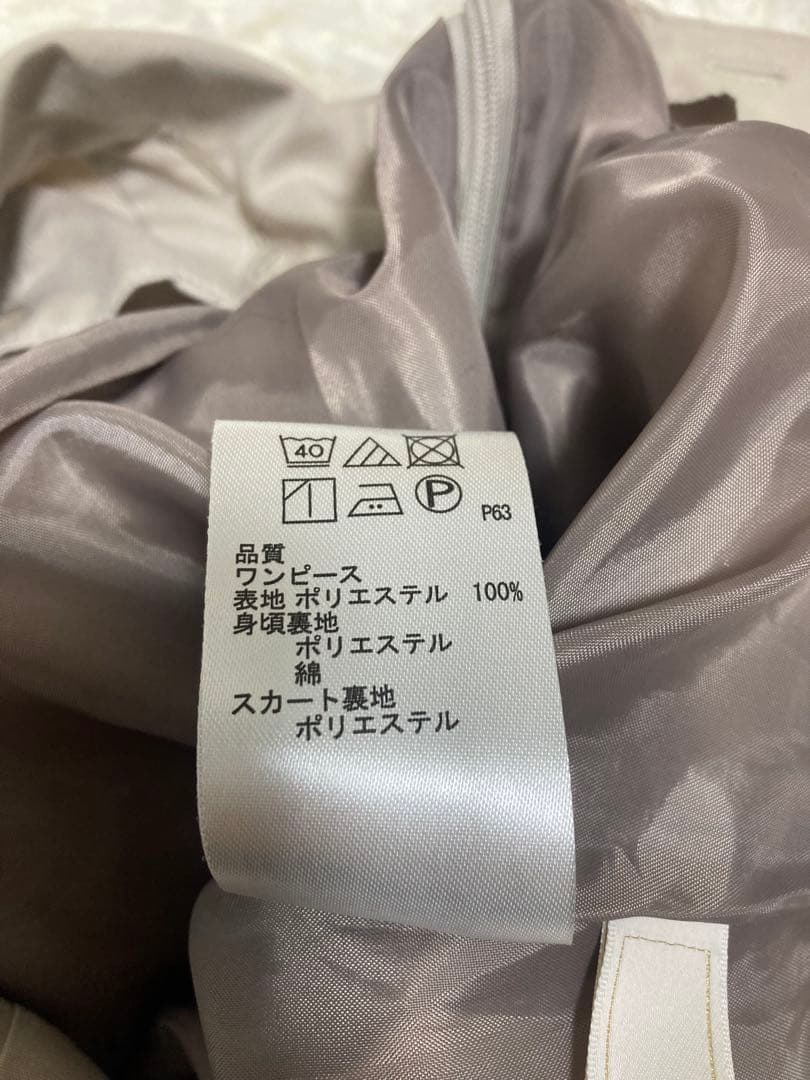 40
P
P63
品質
ワンピース
表地 ポリエステル 100%
身頃裏地
ポリエステル
綿
スカート裏地
ポリエステル